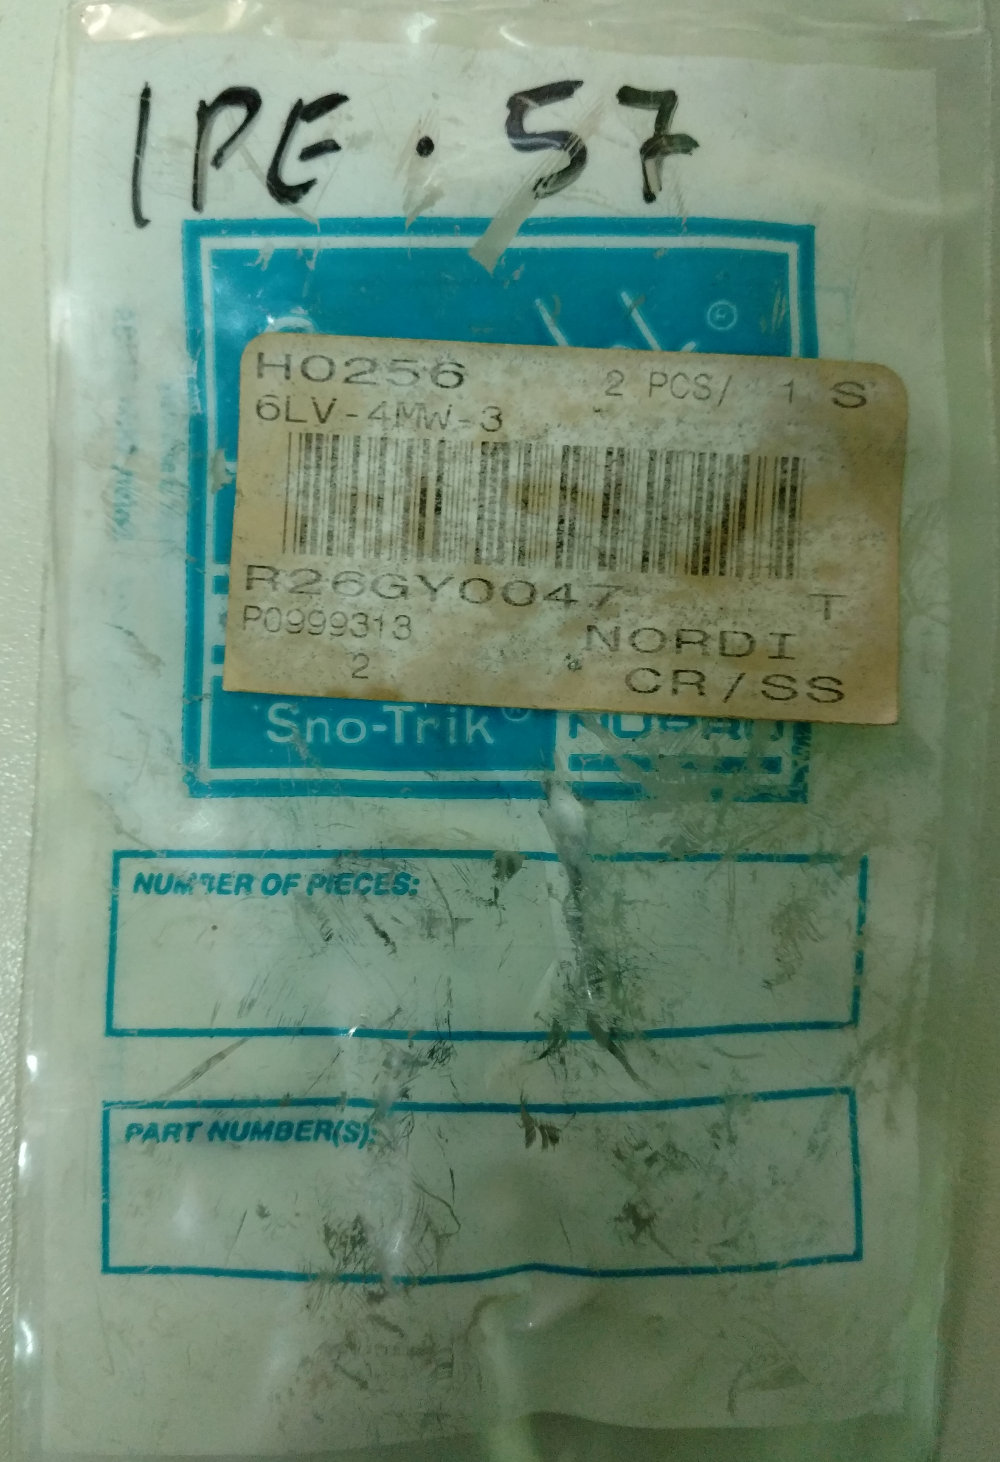 IPE . 57
®
H0256 2 PCS/ 1 S
6LV-4MW-3
R26GY0047 T
P0999313 NORDI
2 CR/SS
Sno-Trik®
NUMBER OF PIECES:
PART NUMBER(S):